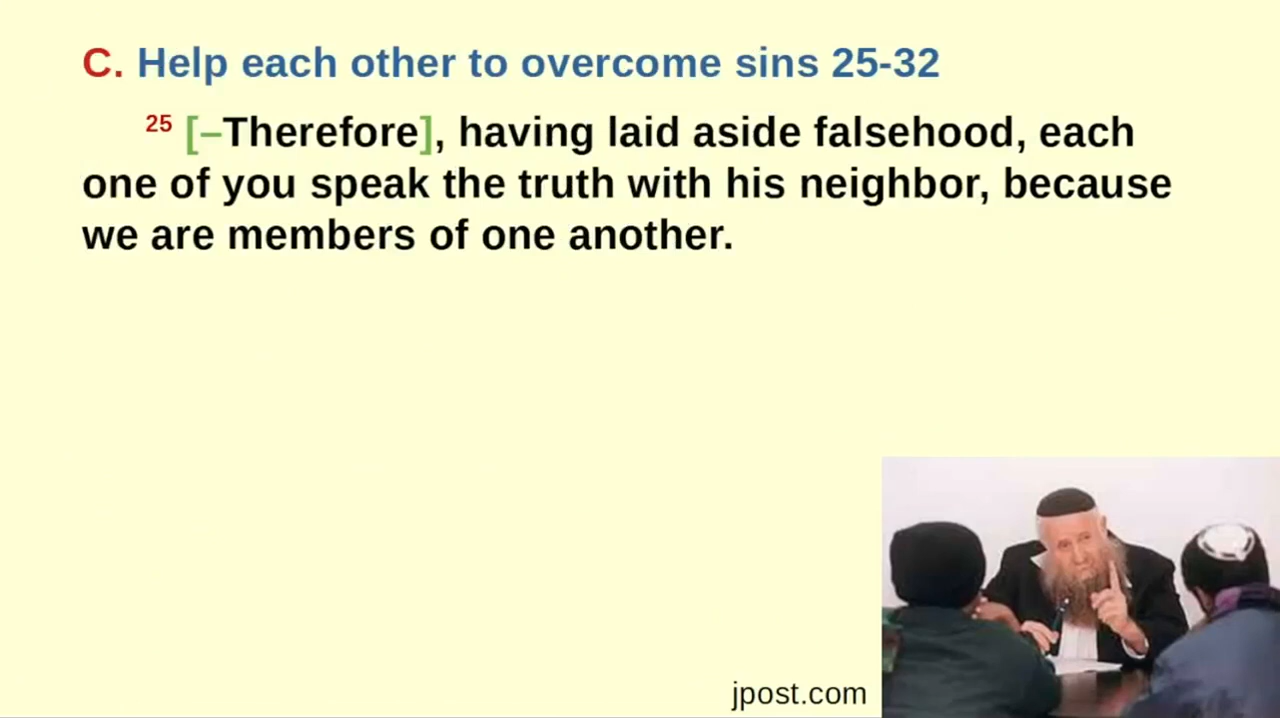 C. Help each other to overcome sins 25-32
25 [–Therefore], having laid aside falsehood, each
one of you speak the truth with his neighbor, because
we are members of one another.
jpost.com